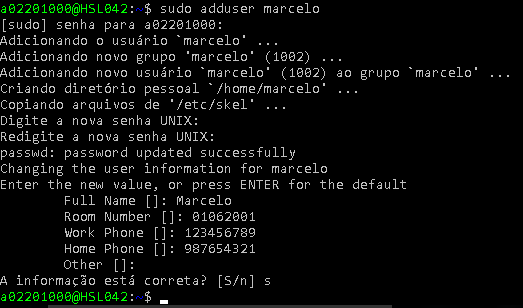 a02201000@HSL042:~$ sudo adduser marcelo
[sudo] senha para a02201000:
Adicionando o usuário `marcelo' ...
Adicionando novo grupo 'marcelo' (1002) ...
Adicionando novo usuário `marcelo' (1002) ao grupo `marcelo' ...
Criando diretório pessoal `/home/marcelo' ...
Copiando arquivos de '/etc/skel' ...
Digite a nova senha UNIX:
Redigite a nova senha UNIX:
passwd: password updated successfully
Changing the user information for marcelo
Enter the new value, or press ENTER for the default
        Full Name []: Marcelo
        Room Number []: 01062001
        Work Phone []: 123456789
        Home Phone []: 987654321
        Other []:
A informação está correta? [S/n] s
a02201000@HSL042:~$